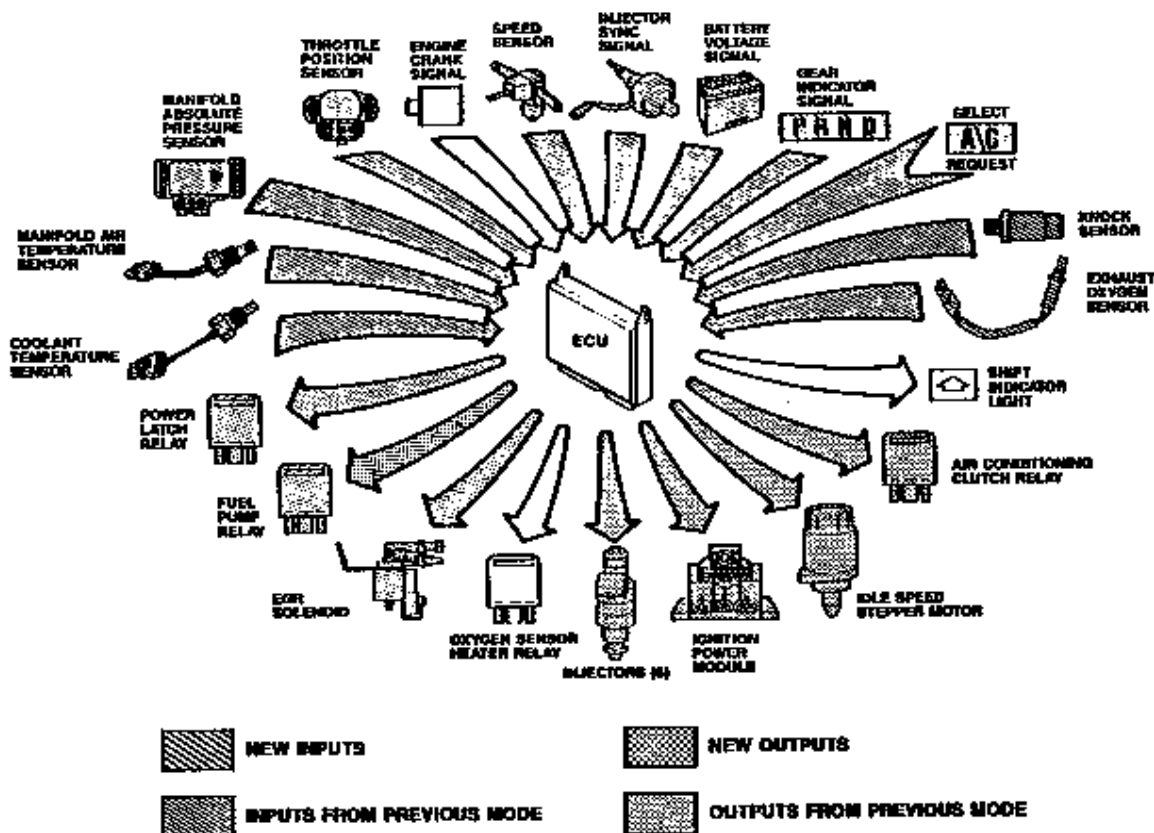 THROTTLE
POSITION
SENSOR
ENGINE
CRANK
SIGNAL
SPEED
SENSOR
INJECTOR
SYNC
SIGNAL
BATTERY
VOLTAGE
SIGNAL
GEAR
INDICATOR
SIGNAL
P R N D
SELECT
A\C
REQUEST
MANIFOLD
ABSOLUTE
PRESSURE
SENSOR
KNOCK
SENSOR
MANIFOLD AIR
TEMPERATURE
SENSOR
EXHAUST
OXYGEN
SENSOR
COOLANT
TEMPERATURE
SENSOR
ECU
SHIFT
INDICATOR
LIGHT
POWER
LATCH
RELAY
AIR CONDITIONING
CLUTCH RELAY
FUEL
PUMP
RELAY
EGR
SOLENOID
OXYGEN SENSOR
HEATER RELAY
INJECTORS (6)
IGNITION
POWER
MODULE
IDLE SPEED
STEPPER MOTOR
NEW INPUTS
NEW OUTPUTS
INPUTS FROM PREVIOUS MODE
OUTPUTS FROM PREVIOUS MODE